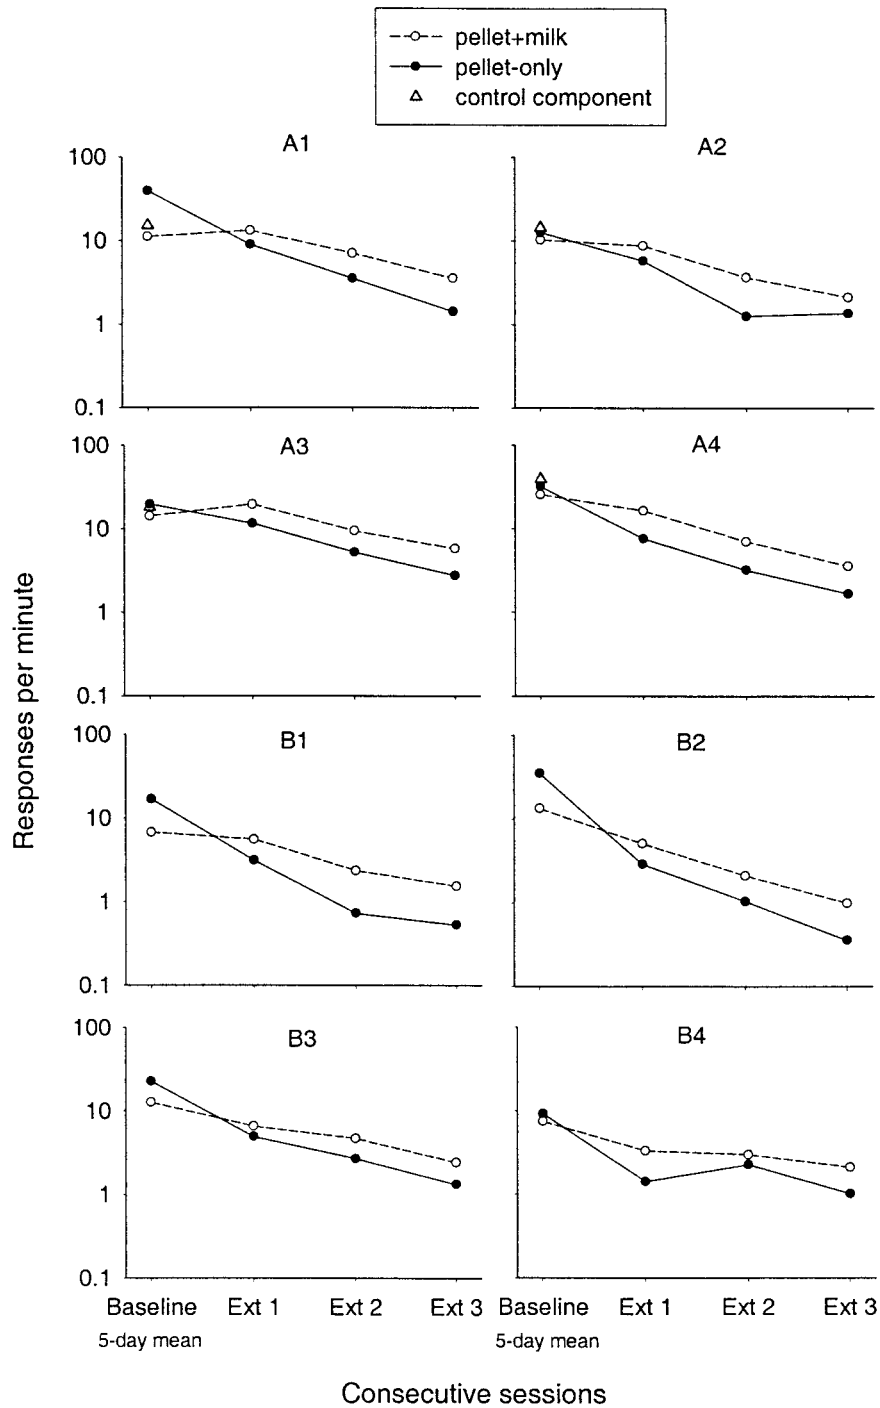 pellet+milk
pellet-only
control component
A1
A2
100
10
1
0.1
A3
A4
100
10
1
0.1
Responses per minute
B1
B2
100
10
1
0.1
B3
B4
100
10
1
0.1
Baseline Ext 1 Ext 2 Ext 3 Baseline Ext 1 Ext 2 Ext 3
5-day mean 5-day mean
Consecutive sessions